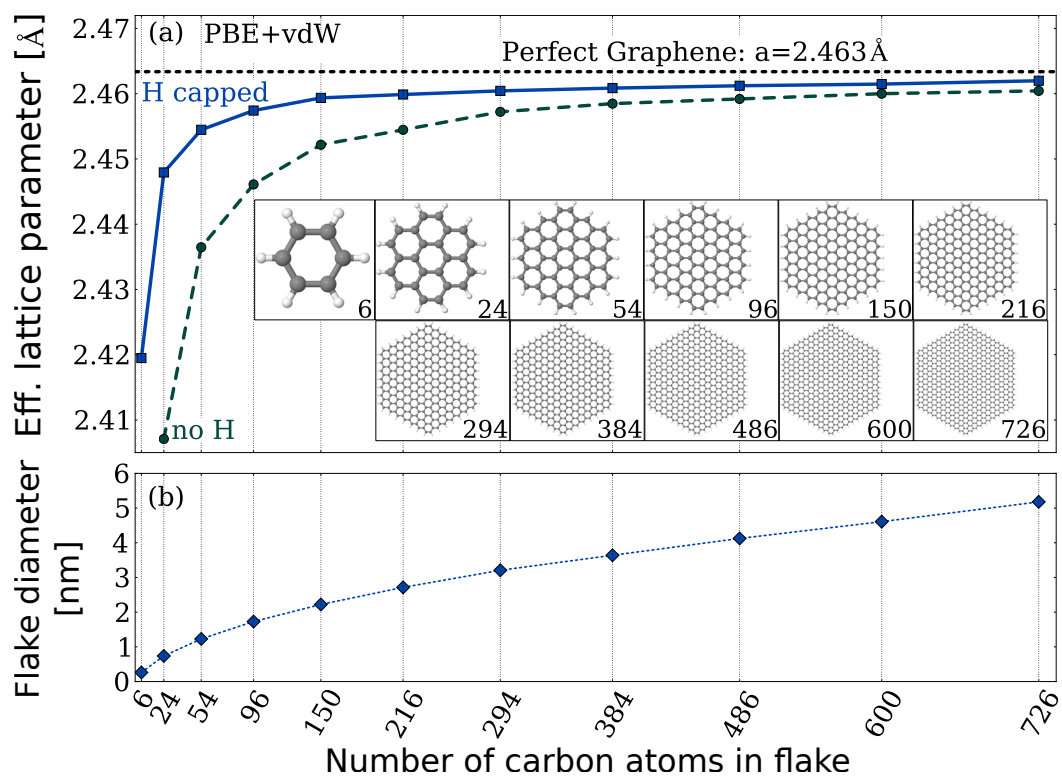 (a) PBE+vdW
Perfect Graphene: a=2.463Å
H capped
no H
Eff. lattice parameter [Å]
2.47
2.46
2.45
2.44
2.43
2.42
2.41
6 24 54 96 150 216
294 384 486 600 726
(b)
Flake diameter
[nm]
6
5
4
3
2
1
0
6 24 54 96 150 216 294 384 486 600 726
Number of carbon atoms in flake